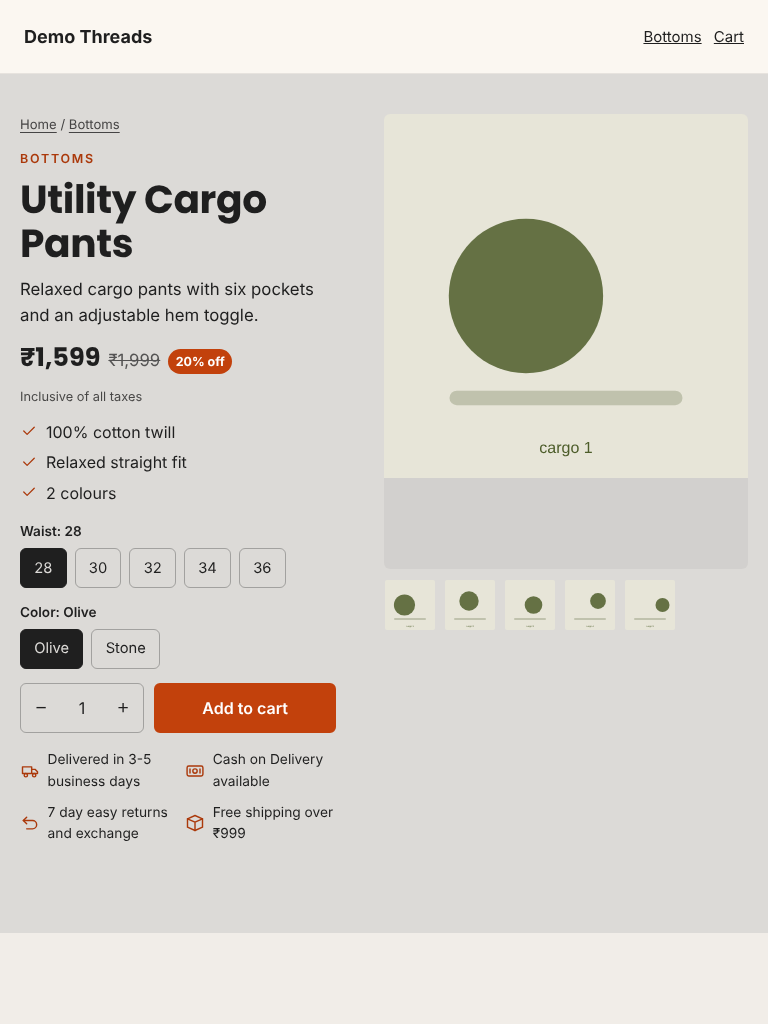 Demo Threads
Bottoms Cart
Home / Bottoms
BOTTOMS
Utility Cargo
Pants
Relaxed cargo pants with six pockets
and an adjustable hem toggle.
₹1,599 ₹1,999 20% off
Inclusive of all taxes
100% cotton twill
Relaxed straight fit
2 colours
Waist: 28
28 30 32 34 36
Color: Olive
Olive Stone
− 1 + Add to cart
Delivered in 3-5
business days
Cash on Delivery
available
7 day easy returns
and exchange
Free shipping over
₹999
cargo 1